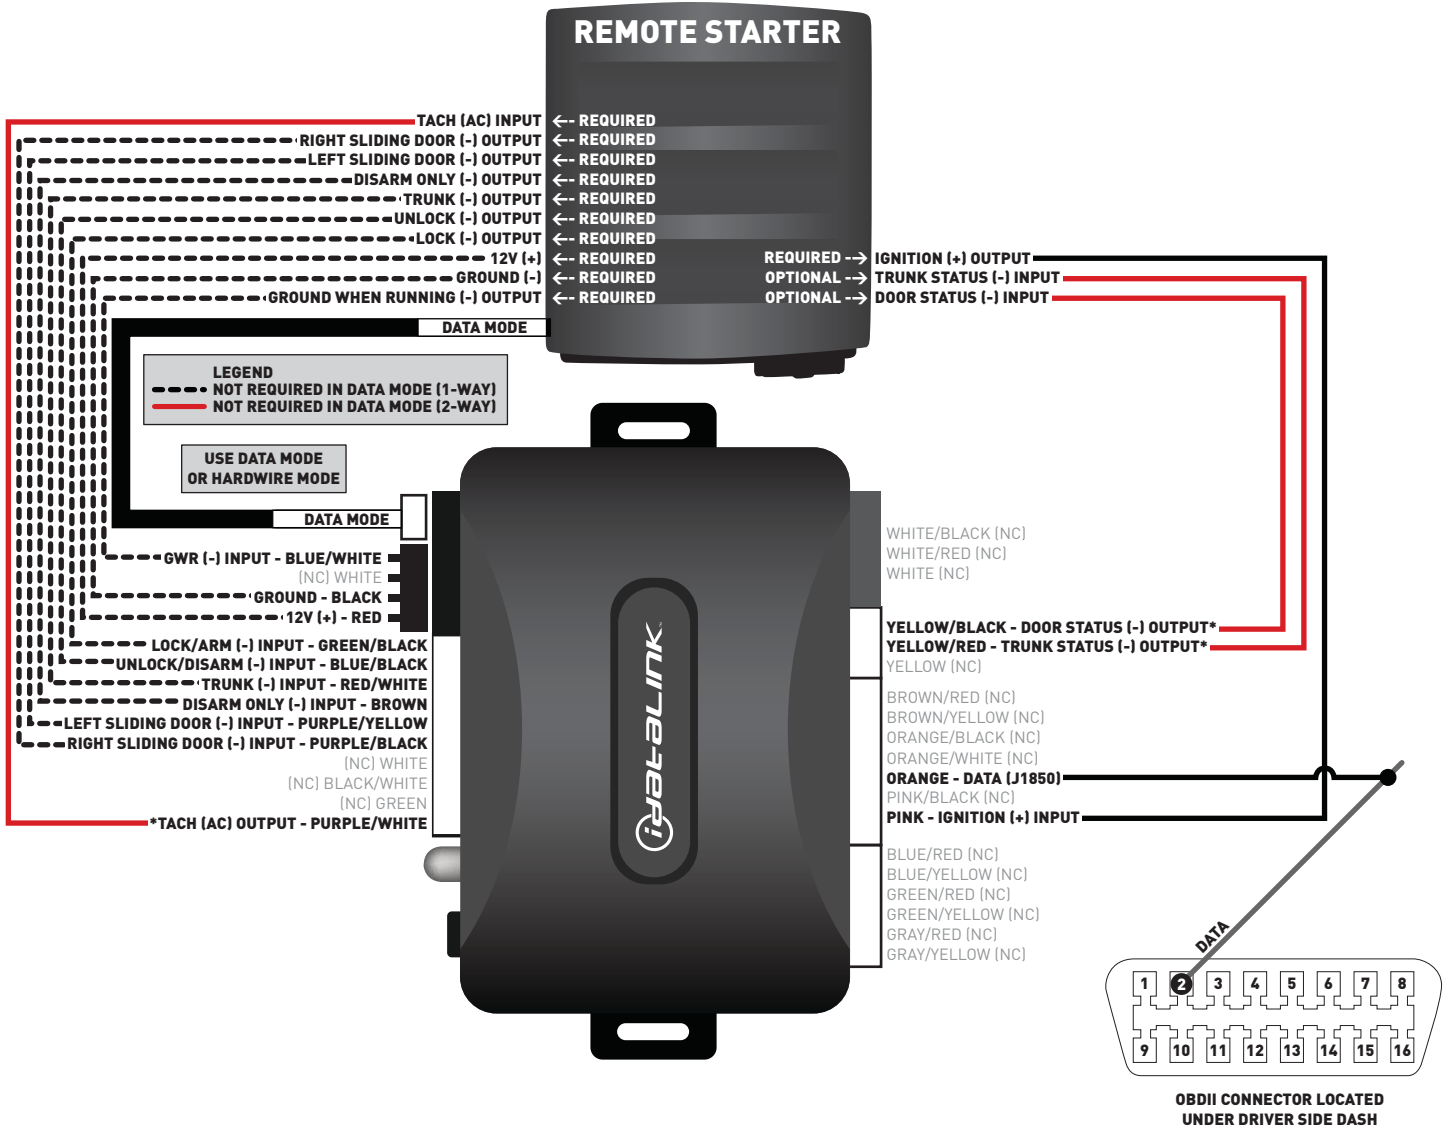 REMOTE STARTER
TACH (AC) INPUT <-- REQUIRED
RIGHT SLIDING DOOR (-) OUTPUT <-- REQUIRED
LEFT SLIDING DOOR (-) OUTPUT <-- REQUIRED
DISARM ONLY (-) OUTPUT <-- REQUIRED
TRUNK (-) OUTPUT <-- REQUIRED
UNLOCK (-) OUTPUT <-- REQUIRED
LOCK (-) OUTPUT <-- REQUIRED
12V (+) <-- REQUIRED
GROUND (-) <-- REQUIRED
GROUND WHEN RUNNING (-) OUTPUT <-- REQUIRED
REQUIRED --> IGNITION (+) OUTPUT
OPTIONAL --> TRUNK STATUS (-) INPUT
OPTIONAL --> DOOR STATUS (-) INPUT
DATA MODE
LEGEND
NOT REQUIRED IN DATA MODE (1-WAY)
NOT REQUIRED IN DATA MODE (2-WAY)
USE DATA MODE
OR HARDWIRE MODE
DATA MODE
GWR (-) INPUT - BLUE/WHITE
(NC) WHITE
GROUND - BLACK
12V (+) - RED
LOCK/ARM (-) INPUT - GREEN/BLACK
UNLOCK/DISARM (-) INPUT - BLUE/BLACK
TRUNK (-) INPUT - RED/WHITE
DISARM ONLY (-) INPUT - BROWN
LEFT SLIDING DOOR (-) INPUT - PURPLE/YELLOW
RIGHT SLIDING DOOR (-) INPUT - PURPLE/BLACK
(NC) WHITE
(NC) BLACK/WHITE
(NC) GREEN
*TACH (AC) OUTPUT - PURPLE/WHITE
idatalink
WHITE/BLACK (NC)
WHITE/RED (NC)
WHITE (NC)
YELLOW/BLACK - DOOR STATUS (-) OUTPUT*
YELLOW/RED - TRUNK STATUS (-) OUTPUT*
YELLOW (NC)
BROWN/RED (NC)
BROWN/YELLOW (NC)
ORANGE/BLACK (NC)
ORANGE/WHITE (NC)
ORANGE - DATA (J1850)
PINK/BLACK (NC)
PINK - IGNITION (+) INPUT
BLUE/RED (NC)
BLUE/YELLOW (NC)
GREEN/RED (NC)
GREEN/YELLOW (NC)
GRAY/RED (NC)
GRAY/YELLOW (NC)
DATA
1 2 3 4 5 6 7 8
9 10 11 12 13 14 15 16
OBDII CONNECTOR LOCATED
UNDER DRIVER SIDE DASH